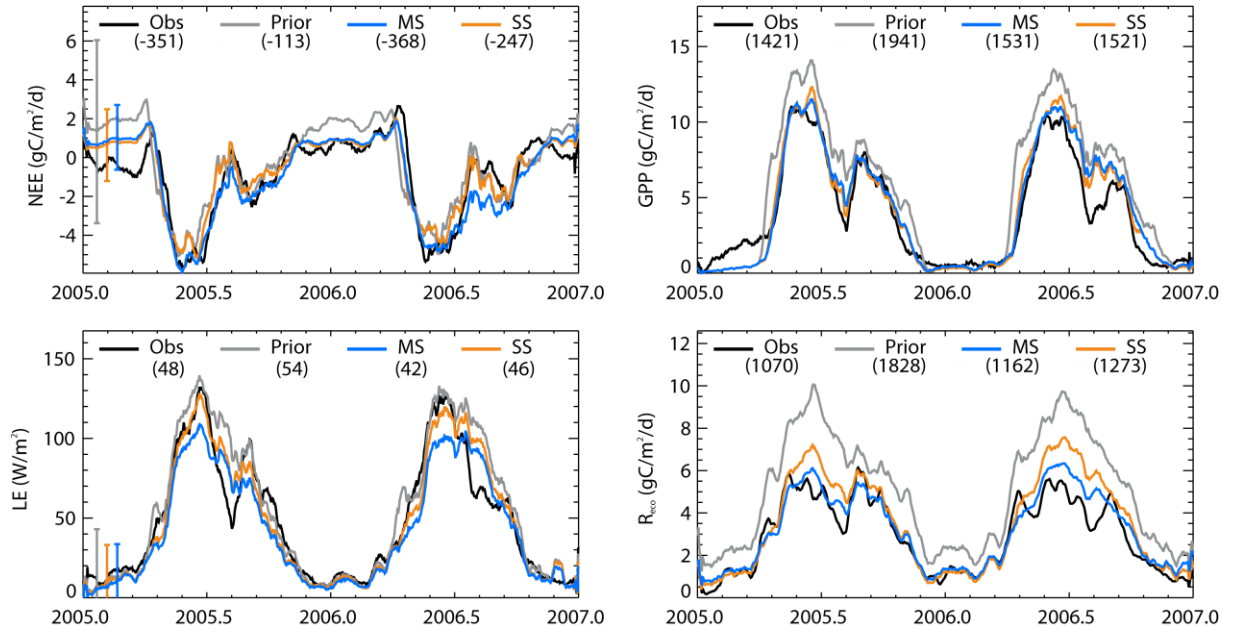 Obs Prior MS SS
(-351) (-113) (-368) (-247)
NEE (gC/m²/d)
6
4
2
0
-2
-4
2005.0 2005.5 2006.0 2006.5 2007.0
Obs Prior MS SS
(1421) (1941) (1531) (1521)
GPP (gC/m²/d)
15
10
5
0
2005.0 2005.5 2006.0 2006.5 2007.0
Obs Prior MS SS
(48) (54) (42) (46)
LE (W/m²)
150
100
50
0
2005.0 2005.5 2006.0 2006.5 2007.0
Obs Prior MS SS
(1070) (1828) (1162) (1273)
Reco (gC/m²/d)
12
10
8
6
4
2
0
2005.0 2005.5 2006.0 2006.5 2007.0